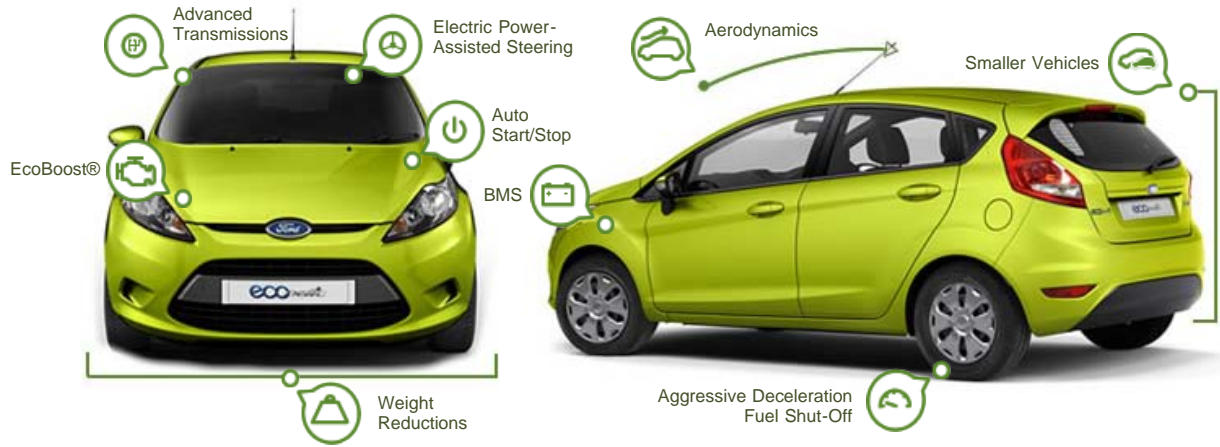 Advanced
Transmissions
Electric Power-
Assisted Steering
Auto
Start/Stop
EcoBoost®
Ford
eco
Weight
Reductions
Aerodynamics
Smaller Vehicles
BMS
eco
Aggressive Deceleration
Fuel Shut-Off